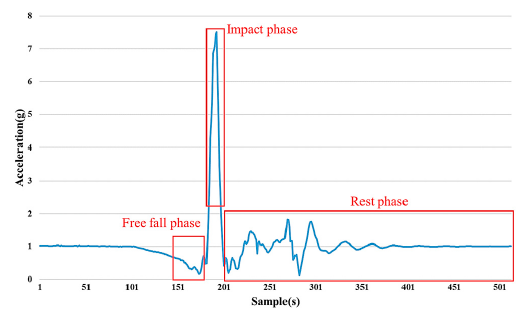 8
Impact phase
7
6
5
4
3
Acceleration(g)
Rest phase
2
Free fall phase
1
0
1 51 101 151 201 251 301 351 401 451 501
Sample(s)